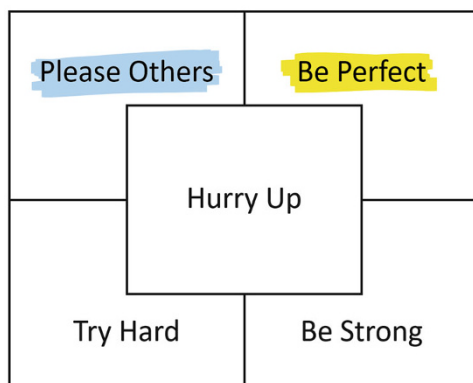 Please Others
Be Perfect
Hurry Up
Try Hard
Be Strong